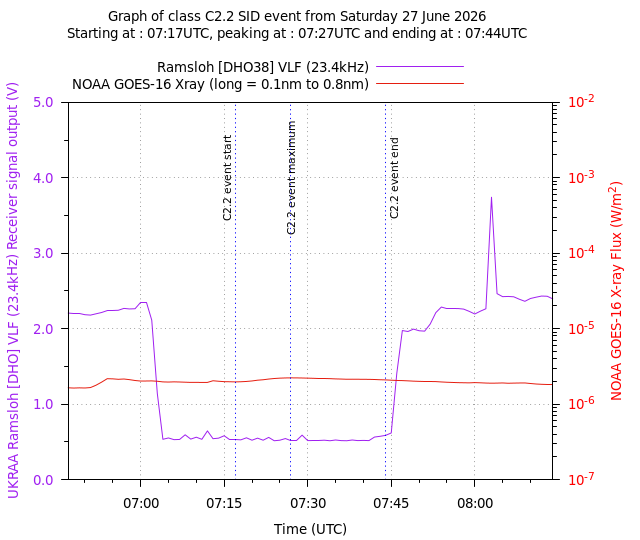 Graph of class C2.2 SID event from Saturday 27 June 2026
Starting at : 07:17UTC, peaking at : 07:27UTC and ending at : 07:44UTC
Ramsloh [DHO38] VLF (23.4kHz)
NOAA GOES-16 Xray (long = 0.1nm to 0.8nm)
UKRAA Ramsloh [DHO] VLF (23.4kHz) Receiver signal output (V)
5.0
4.0
3.0
2.0
1.0
0.0
C2.2 event start
C2.2 event maximum
C2.2 event end
10-2
10-3
10-4
10-5
10-6
10-7
NOAA GOES-16 X-ray Flux (W/m²)
07:00 07:15 07:30 07:45 08:00
Time (UTC)